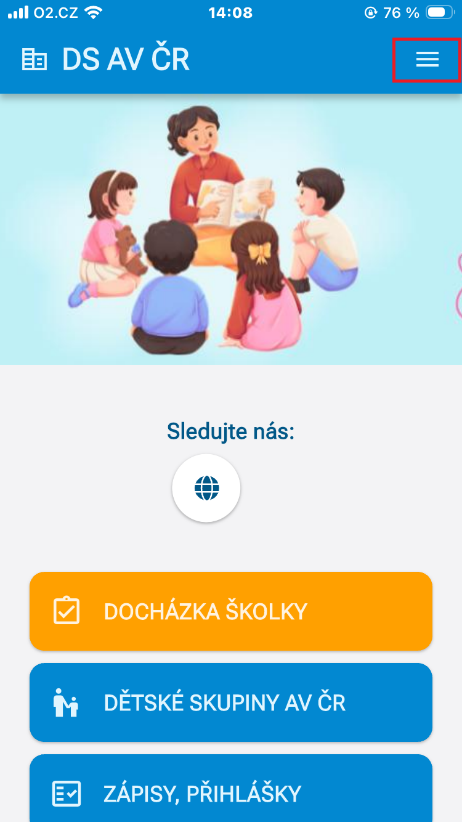 O2.CZ 14:08 76 %
DS AV ČR
Sledujte nás:
DOCHÁZKA ŠKOLKY
DĚTSKÉ SKUPINY AV ČR
ZÁPISY, PŘIHLÁŠKY